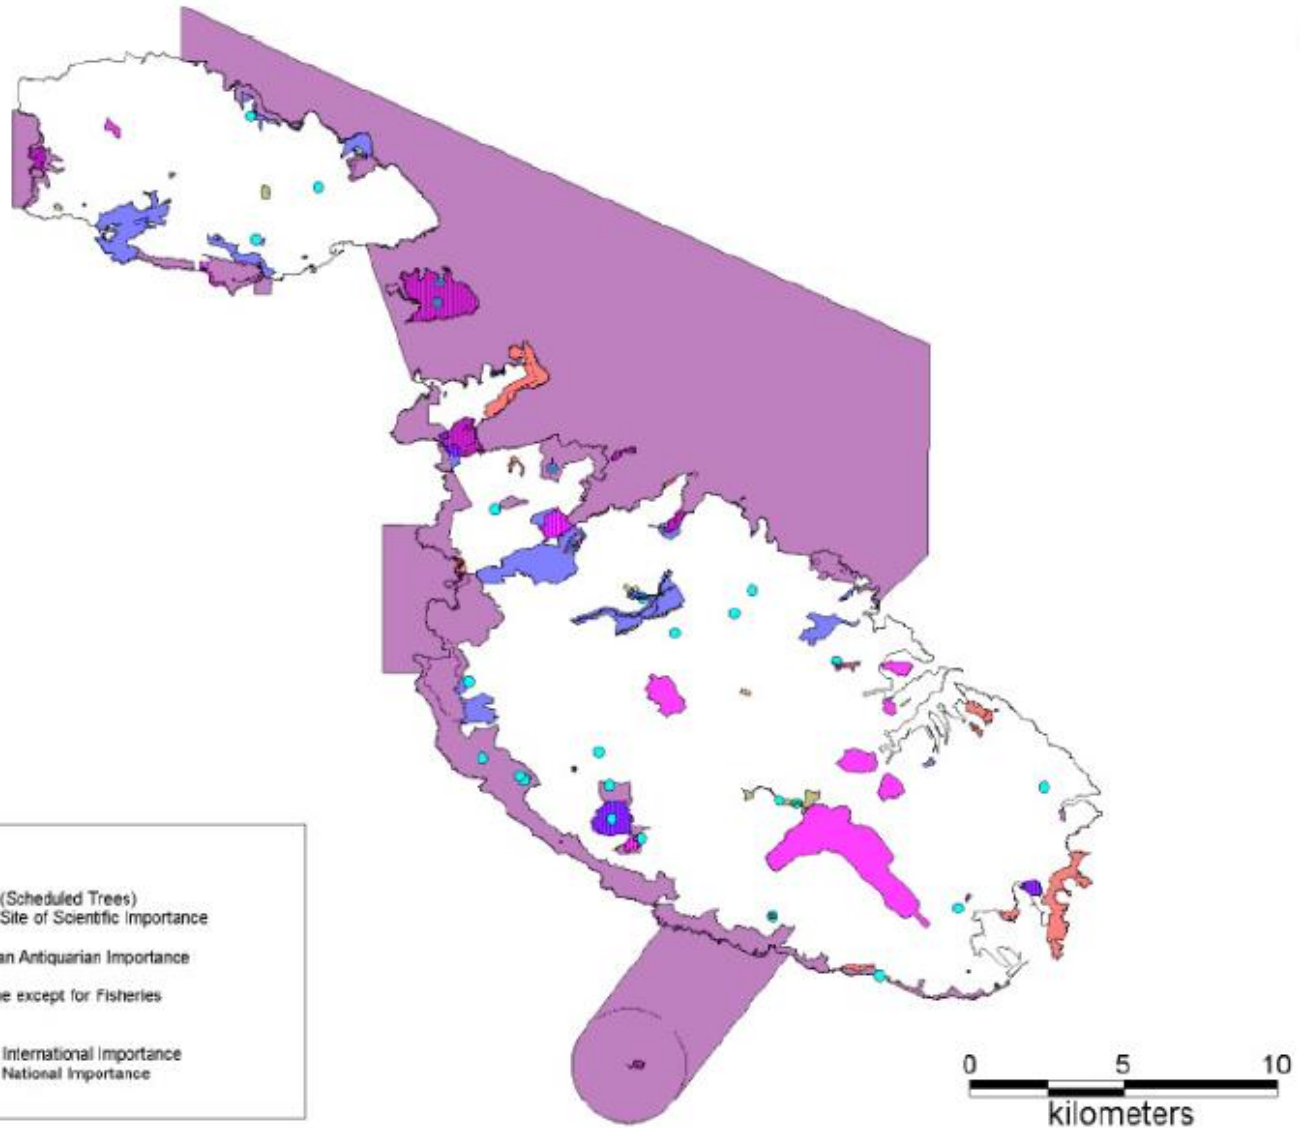 (Scheduled Trees)
Site of Scientific Importance
an Antiquarian Importance
e except for Fisheries
International Importance
National Importance
0 5 10
kilometers